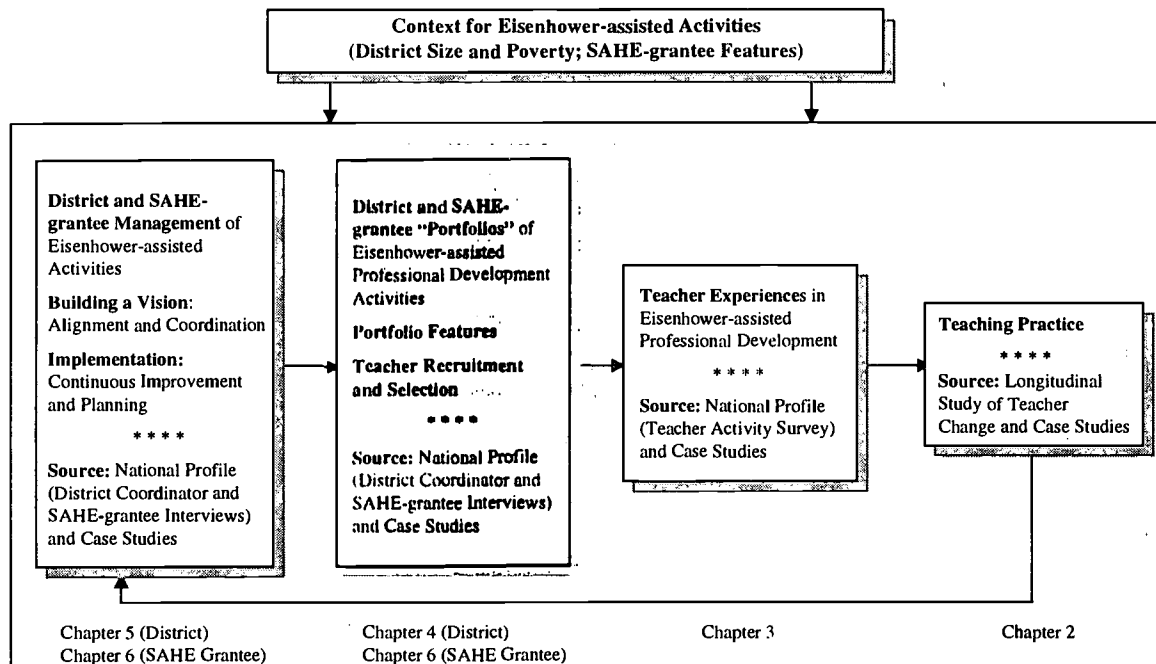 Context for Eisenhower-assisted Activities
(District Size and Poverty; SAHE-grantee Features)
District and SAHE-
grantee Management of
Eisenhower-assisted
Activities
Building a Vision:
Alignment and Coordination
Implementation:
Continuous Improvement
and Planning
* * * *
Source: National Profile
(District Coordinator and
SAHE-grantee Interviews)
and Case Studies
District and SAHE-
grantee "Portfolios" of
Eisenhower-assisted
Professional Development
Activities
Portfolio Features
Teacher Recruitment
and Selection
* * * *
Source: National Profile
(District Coordinator and
SAHE-grantee Interviews)
and Case Studies
Teacher Experiences in
Eisenhower-assisted
Professional Development
* * * *
Source: National Profile
(Teacher Activity Survey)
and Case Studies
Teaching Practice
* * * *
Source: Longitudinal
Study of Teacher
Change and Case Studies
Chapter 5 (District)
Chapter 6 (SAHE Grantee)
Chapter 4 (District)
Chapter 6 (SAHE Grantee)
Chapter 3
Chapter 2